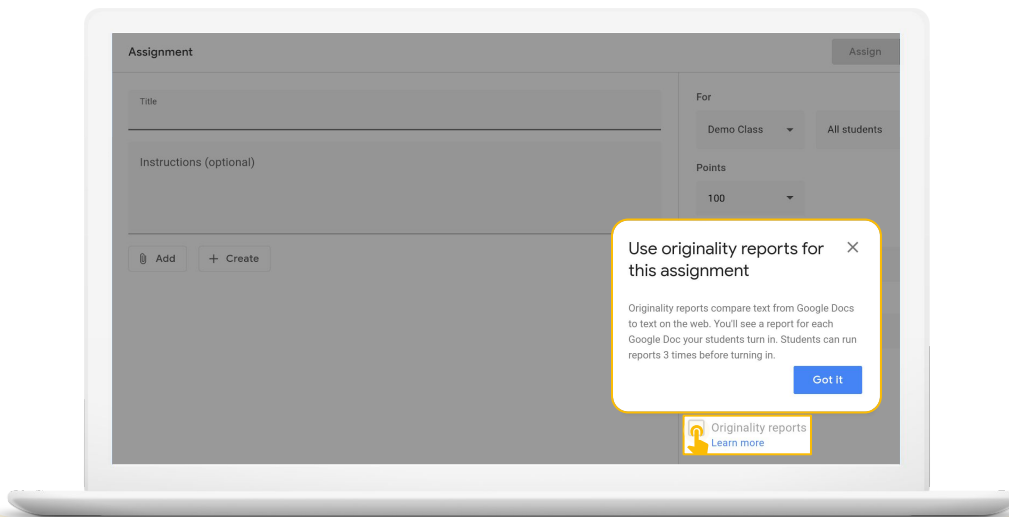 Assignment
Assign
Title
Instructions (optional)
Add
+ Create
For
Demo Class
All students
Points
100
Use originality reports for
this assignment
Originality reports compare text from Google Docs
to text on the web. You'll see a report for each
Google Doc your students turn in. Students can run
reports 3 times before turning in.
Got it
Originality reports
Learn more